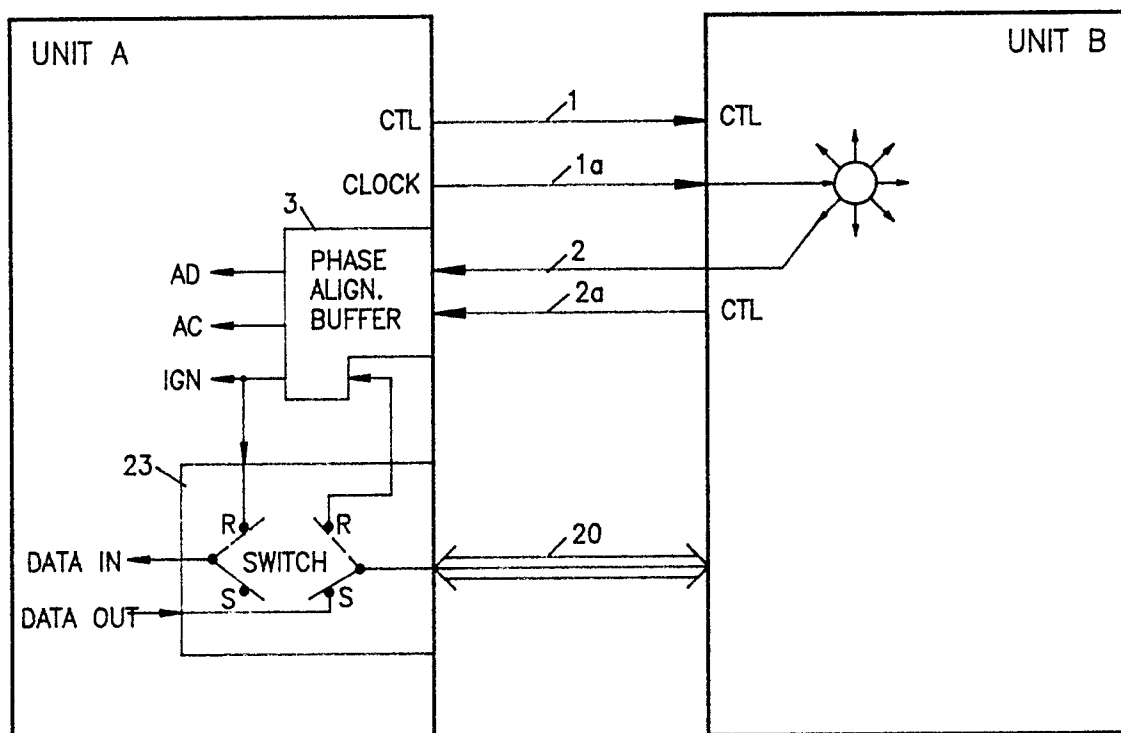 UNIT A
UNIT B
CTL
1
CTL
CLOCK
1a
3
PHASE
ALIGN.
BUFFER
AD
2
2a
CTL
AC
IGN
23
R
R
20
DATA IN
SWITCH
S
S
DATA OUT